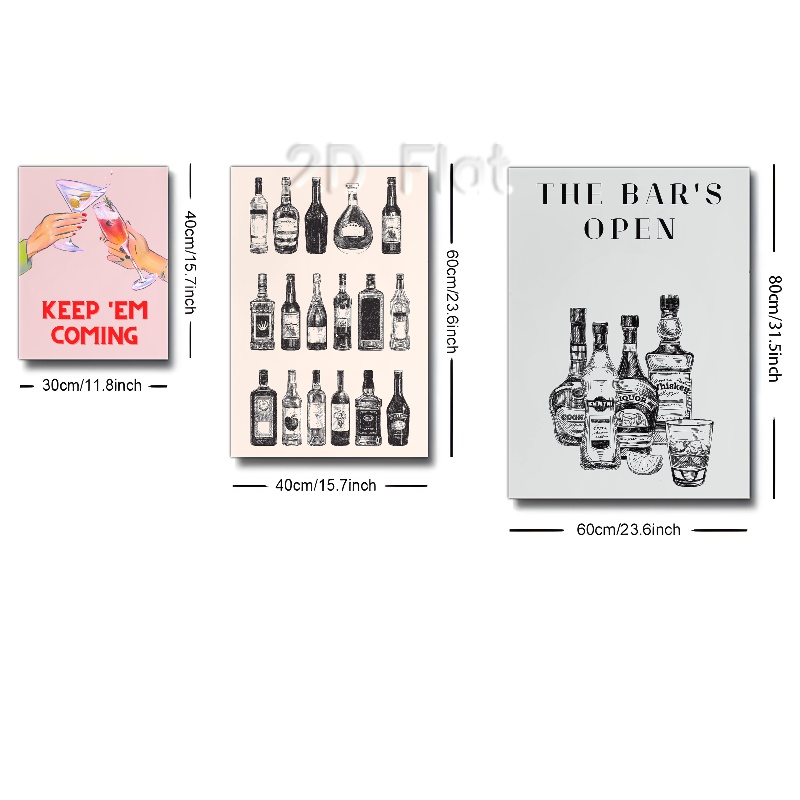 2D Flat
KEEP 'EM
COMING
40cm/15.7inch
30cm/11.8inch
60cm/23.6inch
40cm/15.7inch
THE BAR'S
OPEN
LIQUOR
Whiskey
80cm/31.5inch
60cm/23.6inch